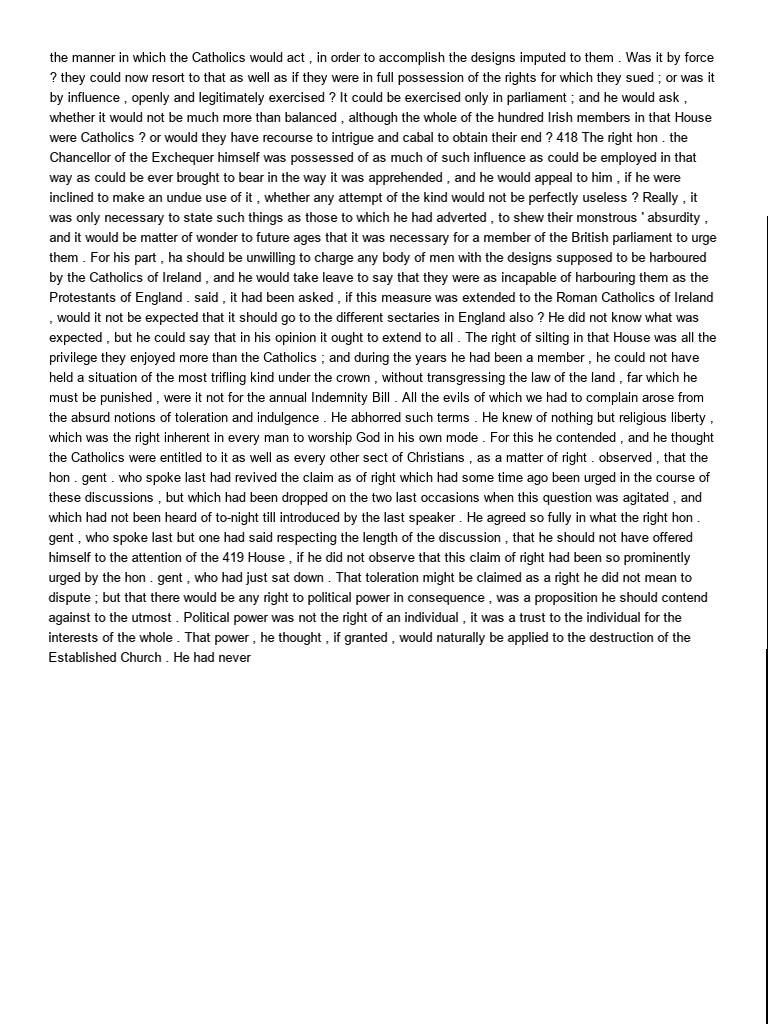 the manner in which the Catholics would act , in order to accomplish the designs imputed to them . Was it by force
? they could now resort to that as well as if they were in full possession of the rights for which they sued ; or was it
by influence , openly and legitimately exercised ? It could be exercised only in parliament ; and he would ask ,
whether it would not be much more than balanced , although the whole of the hundred Irish members in that House
were Catholics ? or would they have recourse to intrigue and cabal to obtain their end ? 418 The right hon . the
Chancellor of the Exchequer himself was possessed of as much of such influence as could be employed in that
way as could be ever brought to bear in the way it was apprehended , and he would appeal to him , if he were
inclined to make an undue use of it , whether any attempt of the kind would not be perfectly useless ? Really , it
was only necessary to state such things as those to which he had adverted , to shew their monstrous ' absurdity ,
and it would be matter of wonder to future ages that it was necessary for a member of the British parliament to urge
them . For his part , ha should be unwilling to charge any body of men with the designs supposed to be harboured
by the Catholics of Ireland , and he would take leave to say that they were as incapable of harbouring them as the
Protestants of England . said , it had been asked , if this measure was extended to the Roman Catholics of Ireland
, would it not be expected that it should go to the different sectaries in England also ? He did not know what was
expected , but he could say that in his opinion it ought to extend to all . The right of silting in that House was all the
privilege they enjoyed more than the Catholics ; and during the years he had been a member , he could not have
held a situation of the most trifling kind under the crown , without transgressing the law of the land , far which he
must be punished , were it not for the annual Indemnity Bill . All the evils of which we had to complain arose from
the absurd notions of toleration and indulgence . He abhorred such terms . He knew of nothing but religious liberty ,
which was the right inherent in every man to worship God in his own mode . For this he contended , and he thought
the Catholics were entitled to it as well as every other sect of Christians , as a matter of right . observed , that the
hon . gent . who spoke last had revived the claim as of right which had some time ago been urged in the course of
these discussions , but which had been dropped on the two last occasions when this question was agitated , and
which had not been heard of to-night till introduced by the last speaker . He agreed so fully in what the right hon .
gent , who spoke last but one had said respecting the length of the discussion , that he should not have offered
himself to the attention of the 419 House , if he did not observe that this claim of right had been so prominently
urged by the hon . gent , who had just sat down . That toleration might be claimed as a right he did not mean to
dispute ; but that there would be any right to political power in consequence , was a proposition he should contend
against to the utmost . Political power was not the right of an individual , it was a trust to the individual for the
interests of the whole . That power , he thought , if granted , would naturally be applied to the destruction of the
Established Church . He had never